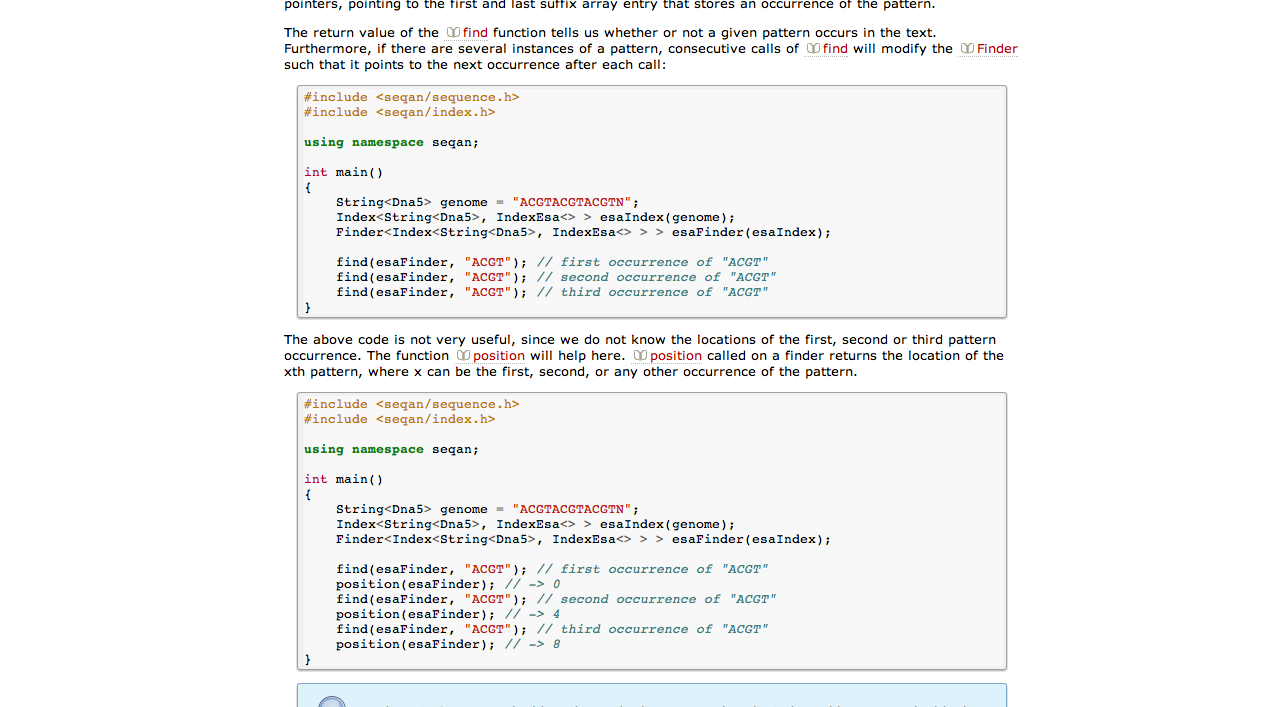 pointers, pointing to the first and last suffix array entry that stores an occurrence of the pattern.
The return value of the find function tells us whether or not a given pattern occurs in the text.
Furthermore, if there are several instances of a pattern, consecutive calls of find will modify the Finder
such that it points to the next occurrence after each call:
#include <seqan/sequence.h>
#include <seqan/index.h>
using namespace seqan;
int main()
{
String<Dna5> genome = "ACGTACGTACGTN";
Index<String<Dna5>, IndexEsa<> > esaIndex(genome);
Finder<Index<String<Dna5>, IndexEsa<> > > esaFinder(esaIndex);
find(esaFinder, "ACGT"); // first occurrence of "ACGT"
find(esaFinder, "ACGT"); // second occurrence of "ACGT"
find(esaFinder, "ACGT"); // third occurrence of "ACGT"
}
The above code is not very useful, since we do not know the locations of the first, second or third pattern
occurrence. The function position will help here. position called on a finder returns the location of the
xth pattern, where x can be the first, second, or any other occurrence of the pattern.
#include <seqan/sequence.h>
#include <seqan/index.h>
using namespace seqan;
int main()
{
String<Dna5> genome = "ACGTACGTACGTN";
Index<String<Dna5>, IndexEsa<> > esaIndex(genome);
Finder<Index<String<Dna5>, IndexEsa<> > > esaFinder(esaIndex);
find(esaFinder, "ACGT"); // first occurrence of "ACGT"
position(esaFinder); // -> 0
find(esaFinder, "ACGT"); // second occurrence of "ACGT"
position(esaFinder); // -> 4
find(esaFinder, "ACGT"); // third occurrence of "ACGT"
position(esaFinder); // -> 8
}